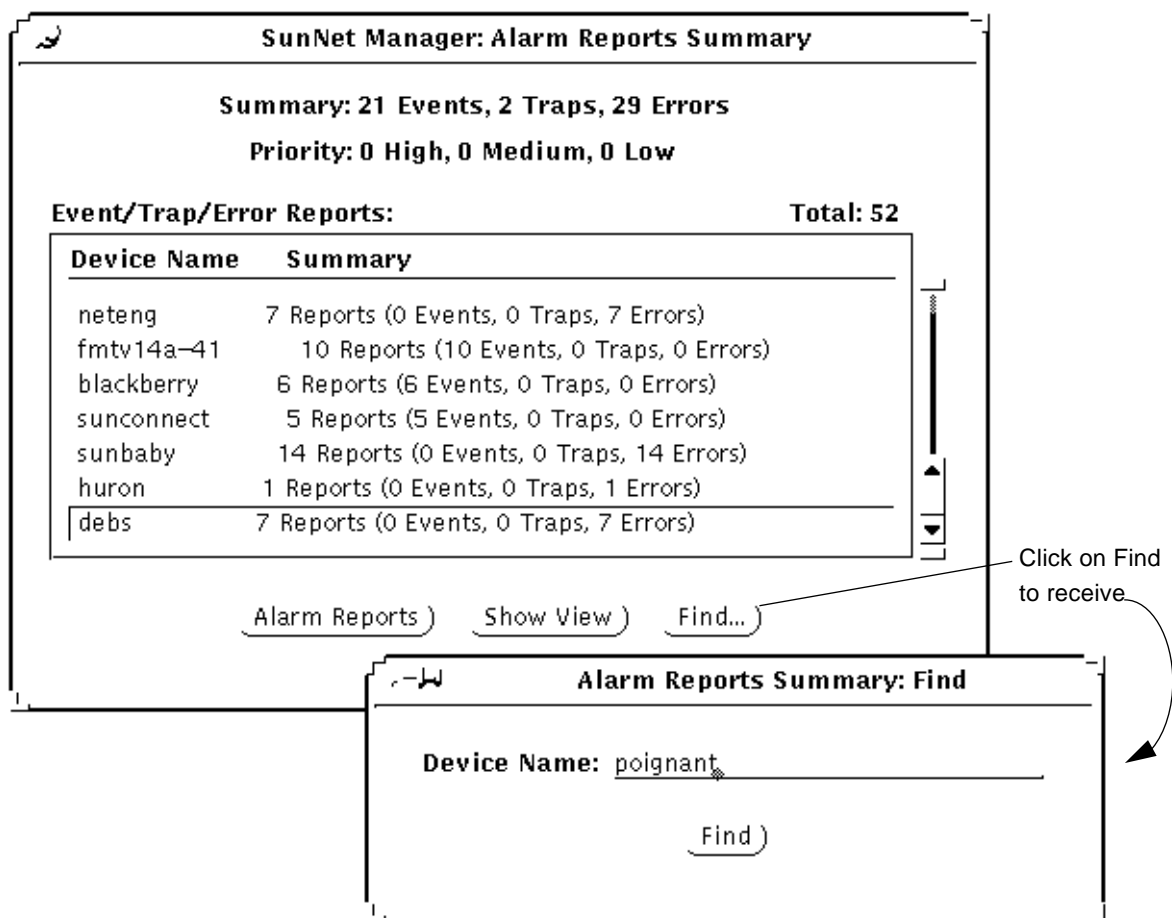 SunNet Manager: Alarm Reports Summary
Summary: 21 Events, 2 Traps, 29 Errors
Priority: 0 High, 0 Medium, 0 Low
Event/Trap/Error Reports: Total: 52
Device Name Summary
neteng 7 Reports (0 Events, 0 Traps, 7 Errors)
fmtv14a-41 10 Reports (10 Events, 0 Traps, 0 Errors)
blackberry 6 Reports (6 Events, 0 Traps, 0 Errors)
sunconnect 5 Reports (5 Events, 0 Traps, 0 Errors)
sunbaby 14 Reports (0 Events, 0 Traps, 14 Errors)
huron 1 Reports (0 Events, 0 Traps, 1 Errors)
debs 7 Reports (0 Events, 0 Traps, 7 Errors)
Alarm Reports Show View Find...
Click on Find
to receive
Alarm Reports Summary: Find
Device Name: poignant
Find